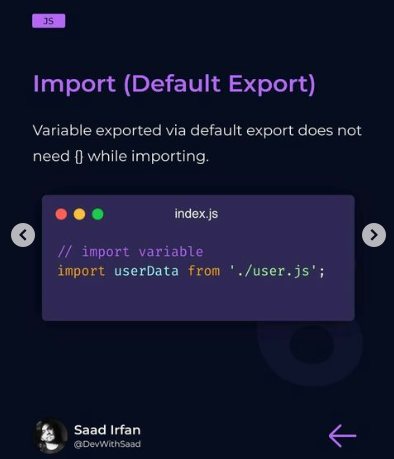 JS
Import (Default Export)
Variable exported via default export does not
need {} while importing.
index.js
// import variable
import userData from './user.js';
Saad Irfan
@DevWithSaad